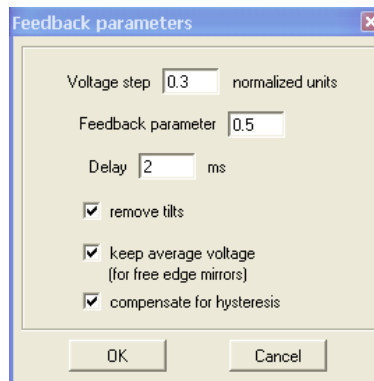 Feedback parameters
Voltage step 0.3 normalized units
Feedback parameter 0.5
Delay 2 ms
remove tilts
keep average voltage
(for free edge mirrors)
compensate for hysteresis
OK Cancel